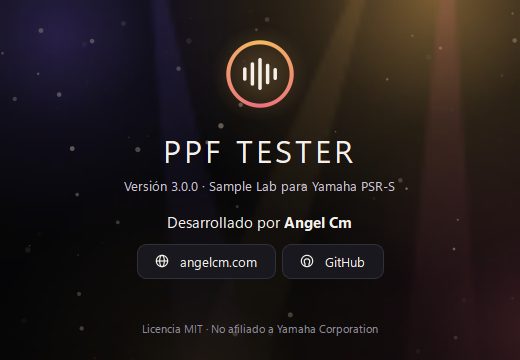 PPF TESTER
Versión 3.0.0 · Sample Lab para Yamaha PSR-S
Desarrollado por Angel Cm
angelcm.com GitHub
Licencia MIT · No afiliado a Yamaha Corporation